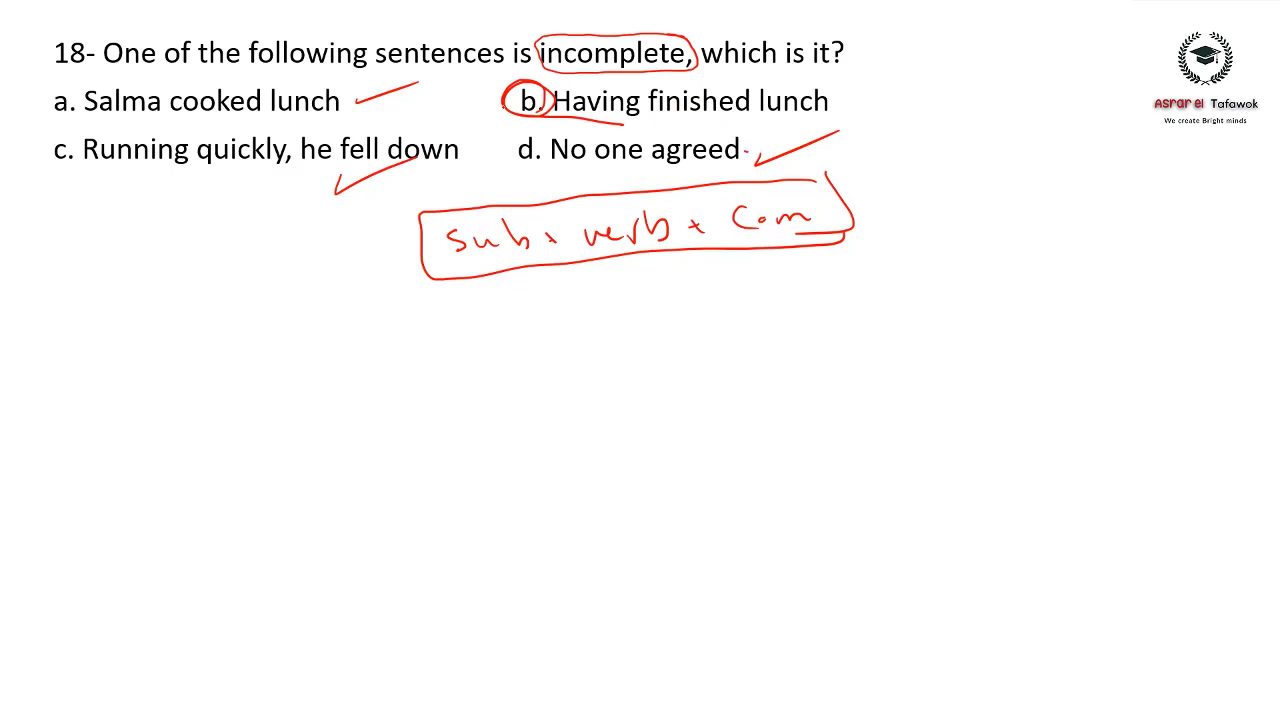 18- One of the following sentences is incomplete, which is it?
a. Salma cooked lunch b. Having finished lunch
c. Running quickly, he fell down d. No one agreed
Sub + verb + Com
Asrar el Tafawok
We create Bright minds